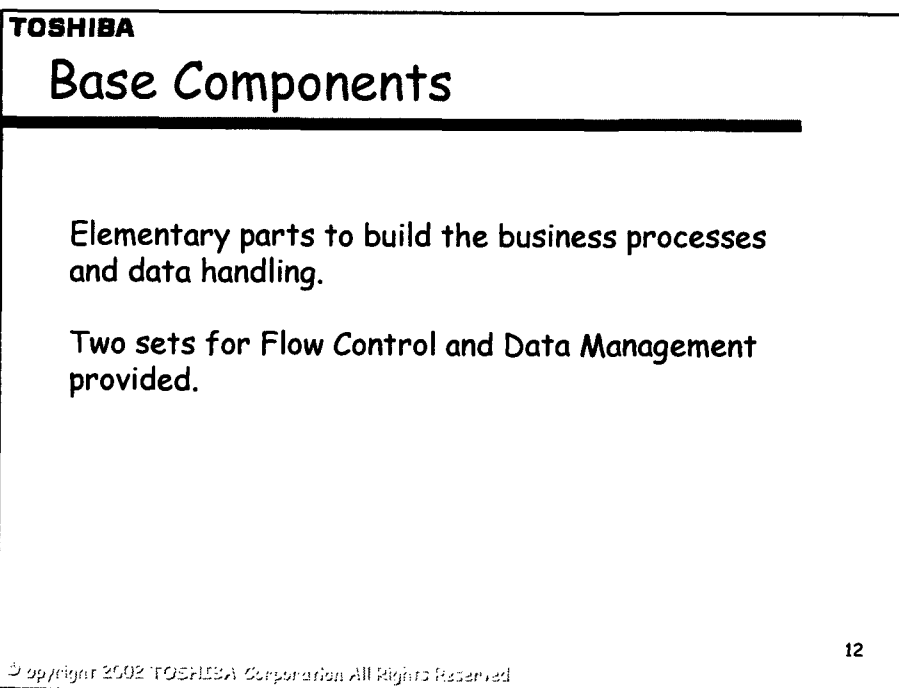 TOSHIBA
Base Components
Elementary parts to build the business processes
and data handling.
Two sets for Flow Control and Data Management
provided.
12
opyright 2002 TOSHIBA Corporation All Rights Reserved